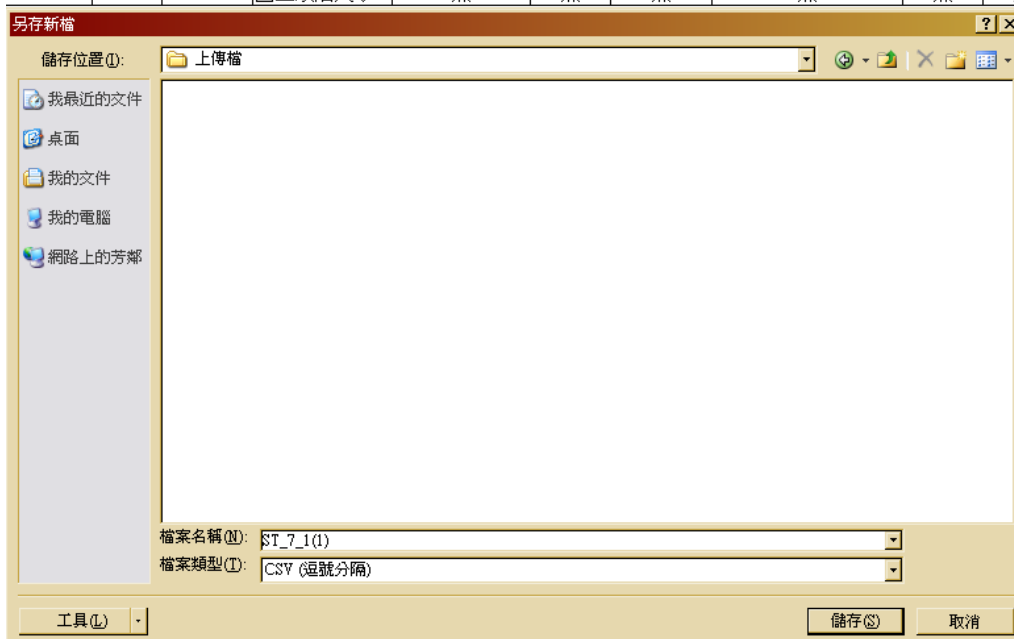 另存新檔
儲存位置(I): 上傳檔
我最近的文件
桌面
我的文件
我的電腦
網路上的芳鄰
檔案名稱(N): ST_7_1(1)
檔案類型(T): CSV (逗號分隔)
工具(L) 儲存(S) 取消